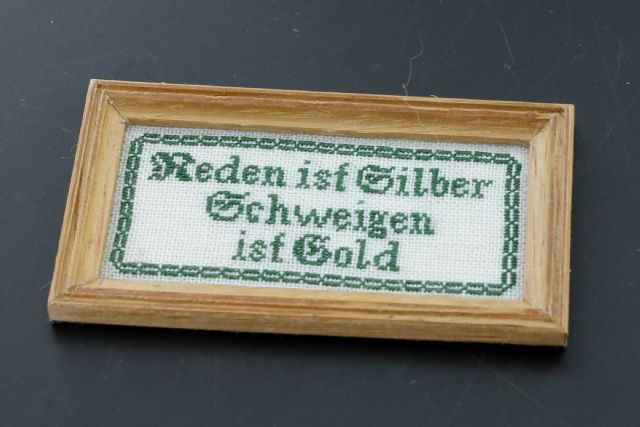 Reden ist Silber
Schweigen
ist Gold